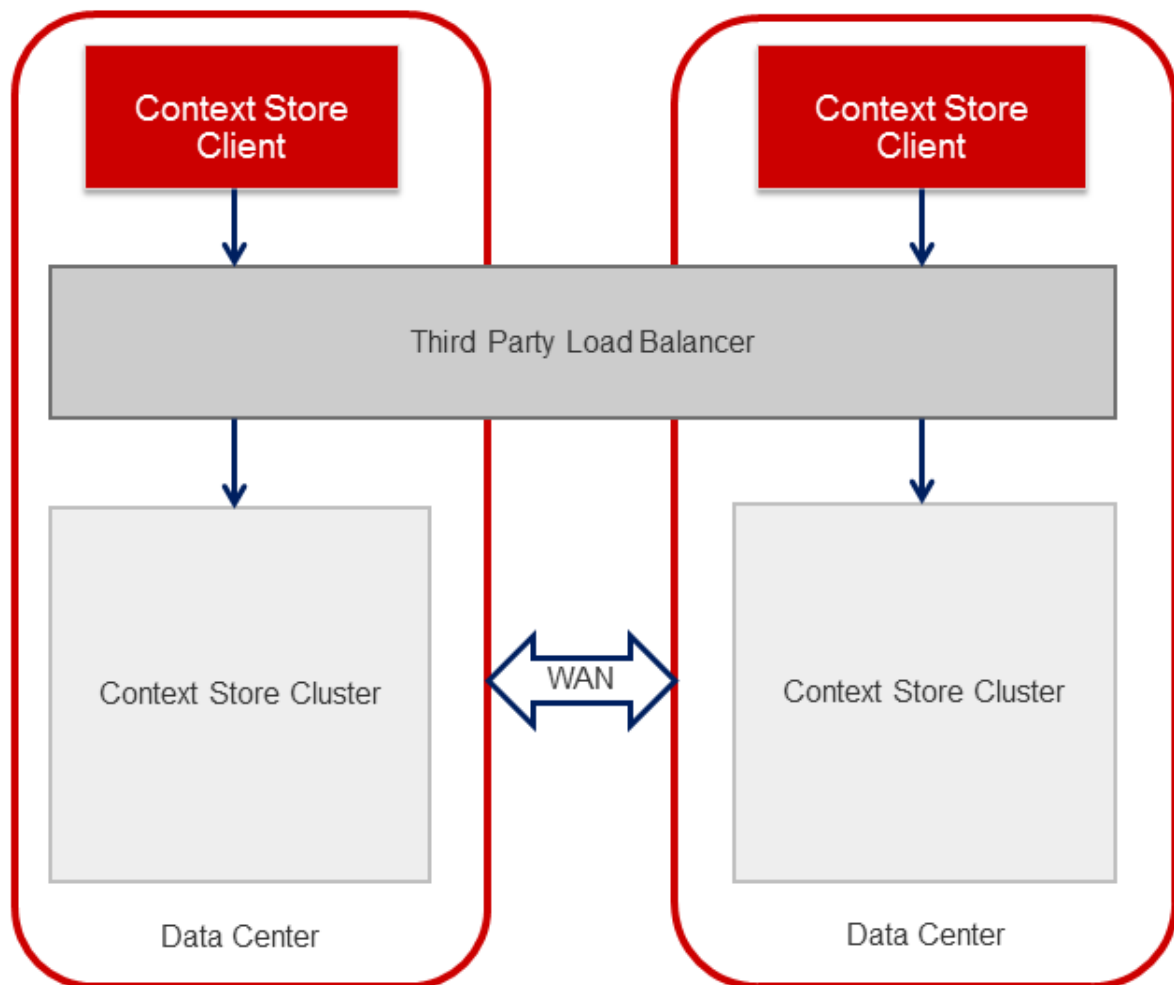 Context Store
Client
Context Store
Client
Third Party Load Balancer
Context Store Cluster
WAN
Context Store Cluster
Data Center
Data Center